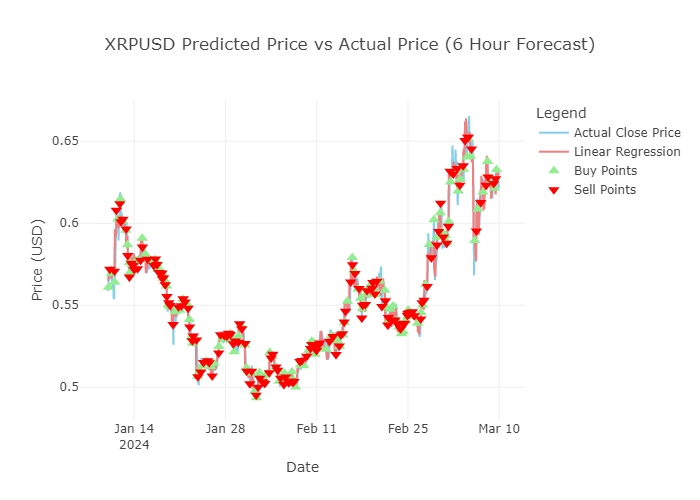 XRPUSD Predicted Price vs Actual Price (6 Hour Forecast)
Legend
Actual Close Price
Linear Regression
Buy Points
Sell Points
Price (USD)
0.65
0.6
0.55
0.5
Jan 14
2024
Jan 28
Feb 11
Feb 25
Mar 10
Date